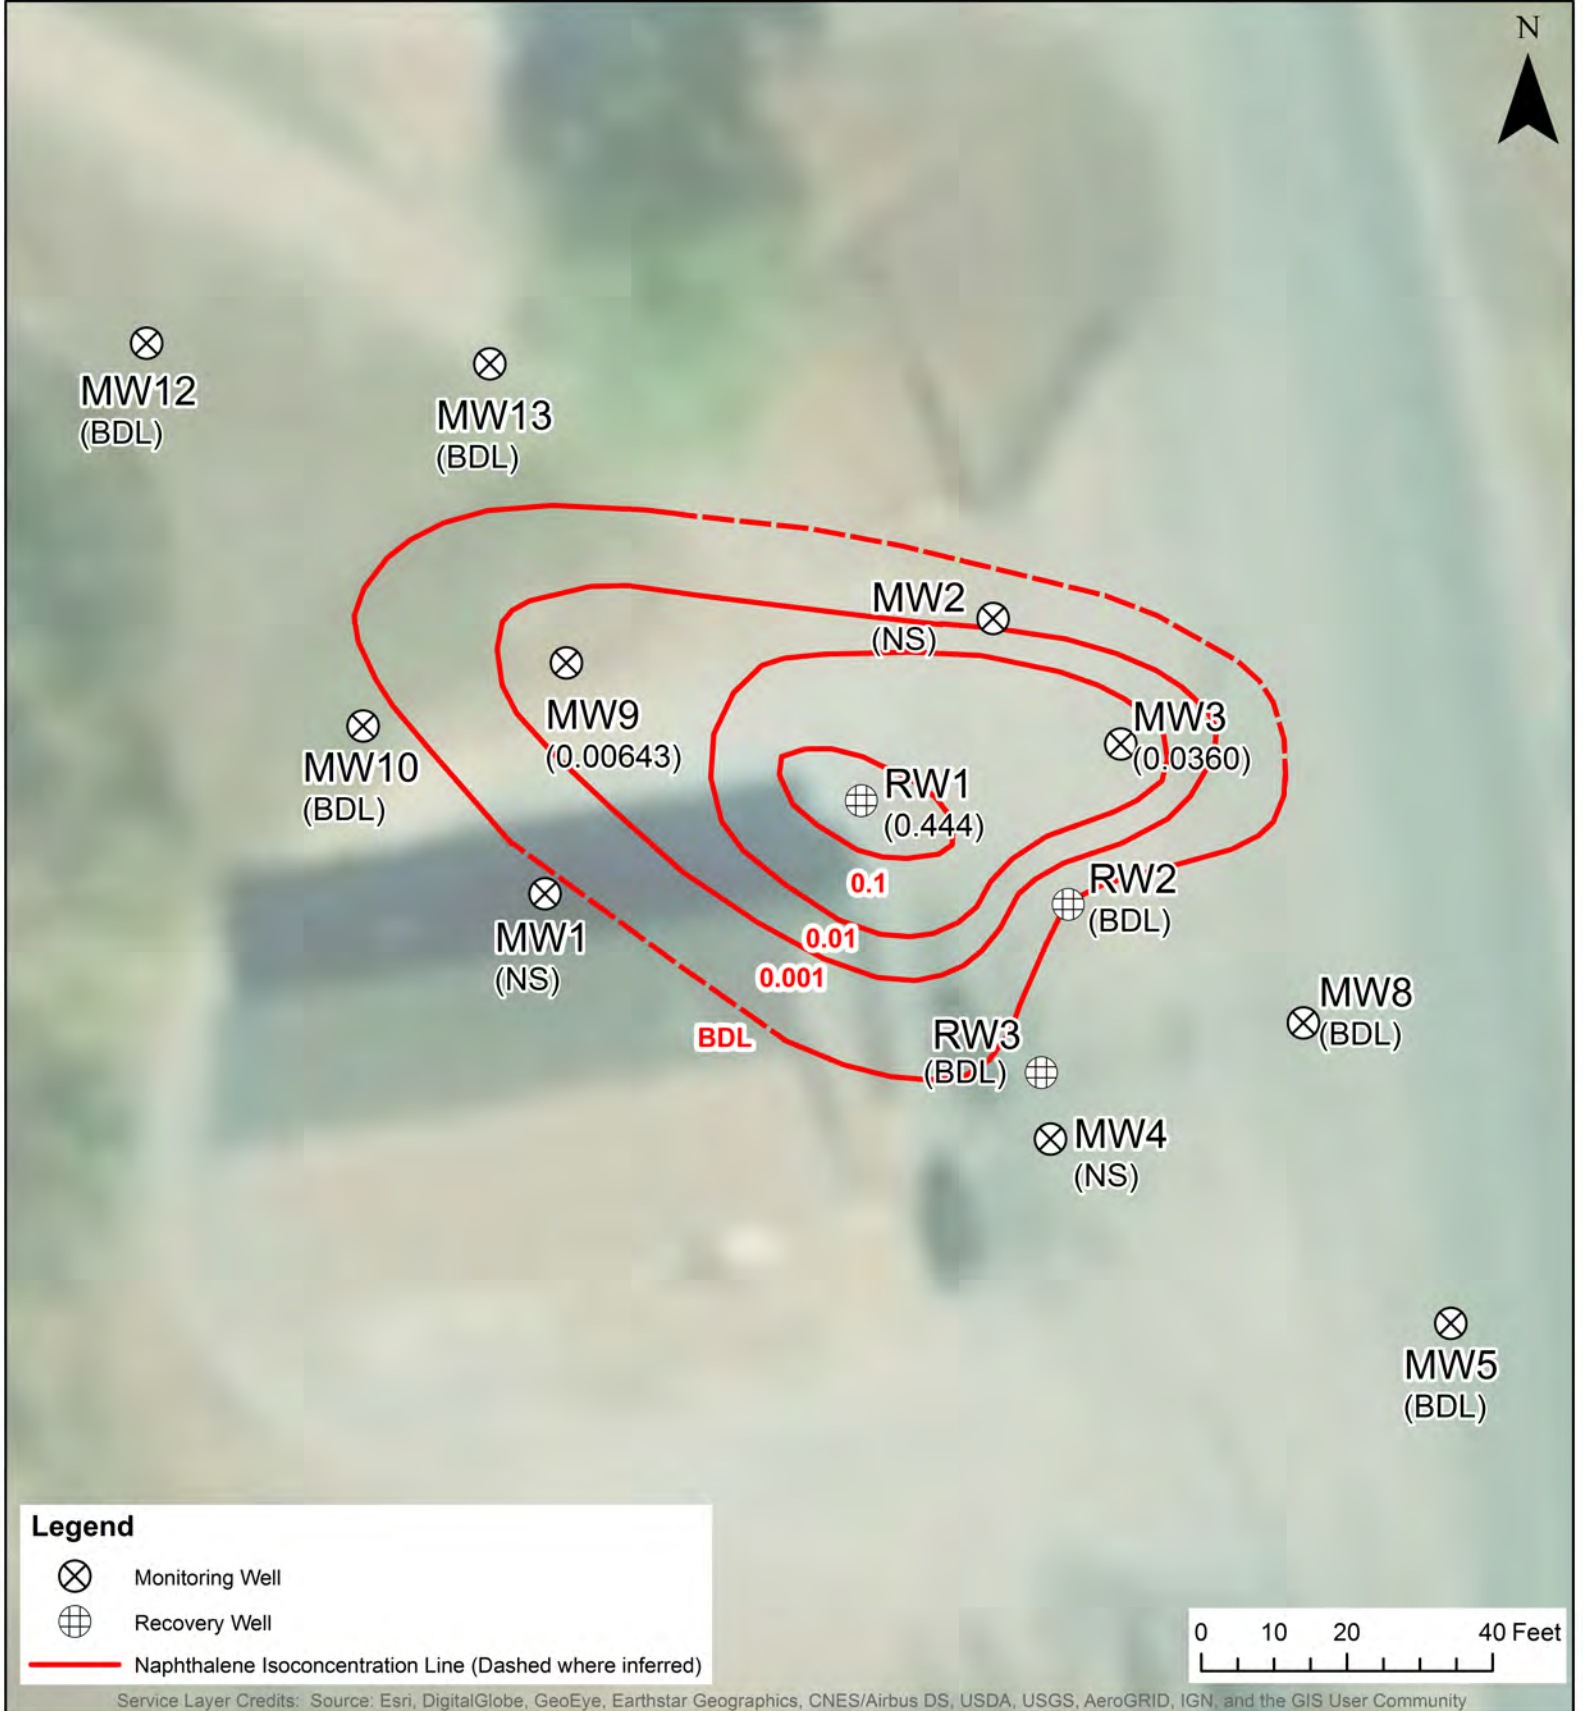 N
MW12
(BDL)
MW13
(BDL)
MW2
(NS)
MW9
(0.00643)
MW3
(0.0360)
MW10
(BDL)
RW1
(0.444)
0.1
RW2
(BDL)
MW1
(NS)
0.01
0.001
BDL
MW8
(BDL)
RW3
(BDL)
MW4
(NS)
MW5
(BDL)
Legend
Monitoring Well
Recovery Well
Naphthalene Isoconcentration Line (Dashed where inferred)
0 10 20 40 Feet
Service Layer Credits: Source: Esri, DigitalGlobe, GeoEye, Earthstar Geographics, CNES/Airbus DS, USDA, USGS, AeroGRID, IGN, and the GIS User Community